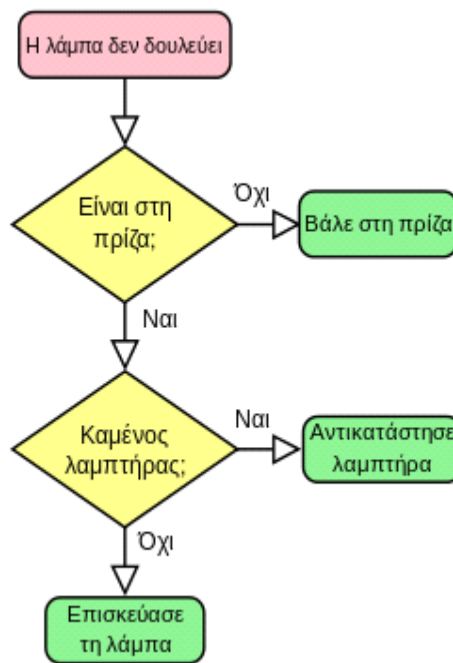 Η λάμπα δεν δουλεύει
Είναι στη
πρίζα;
Όχι
Βάλε στη πρίζα
Ναι
Καμένος
λαμπτήρας;
Ναι
Αντικατάστησε
λαμπτήρα
Όχι
Επισκεύασε
τη λάμπα